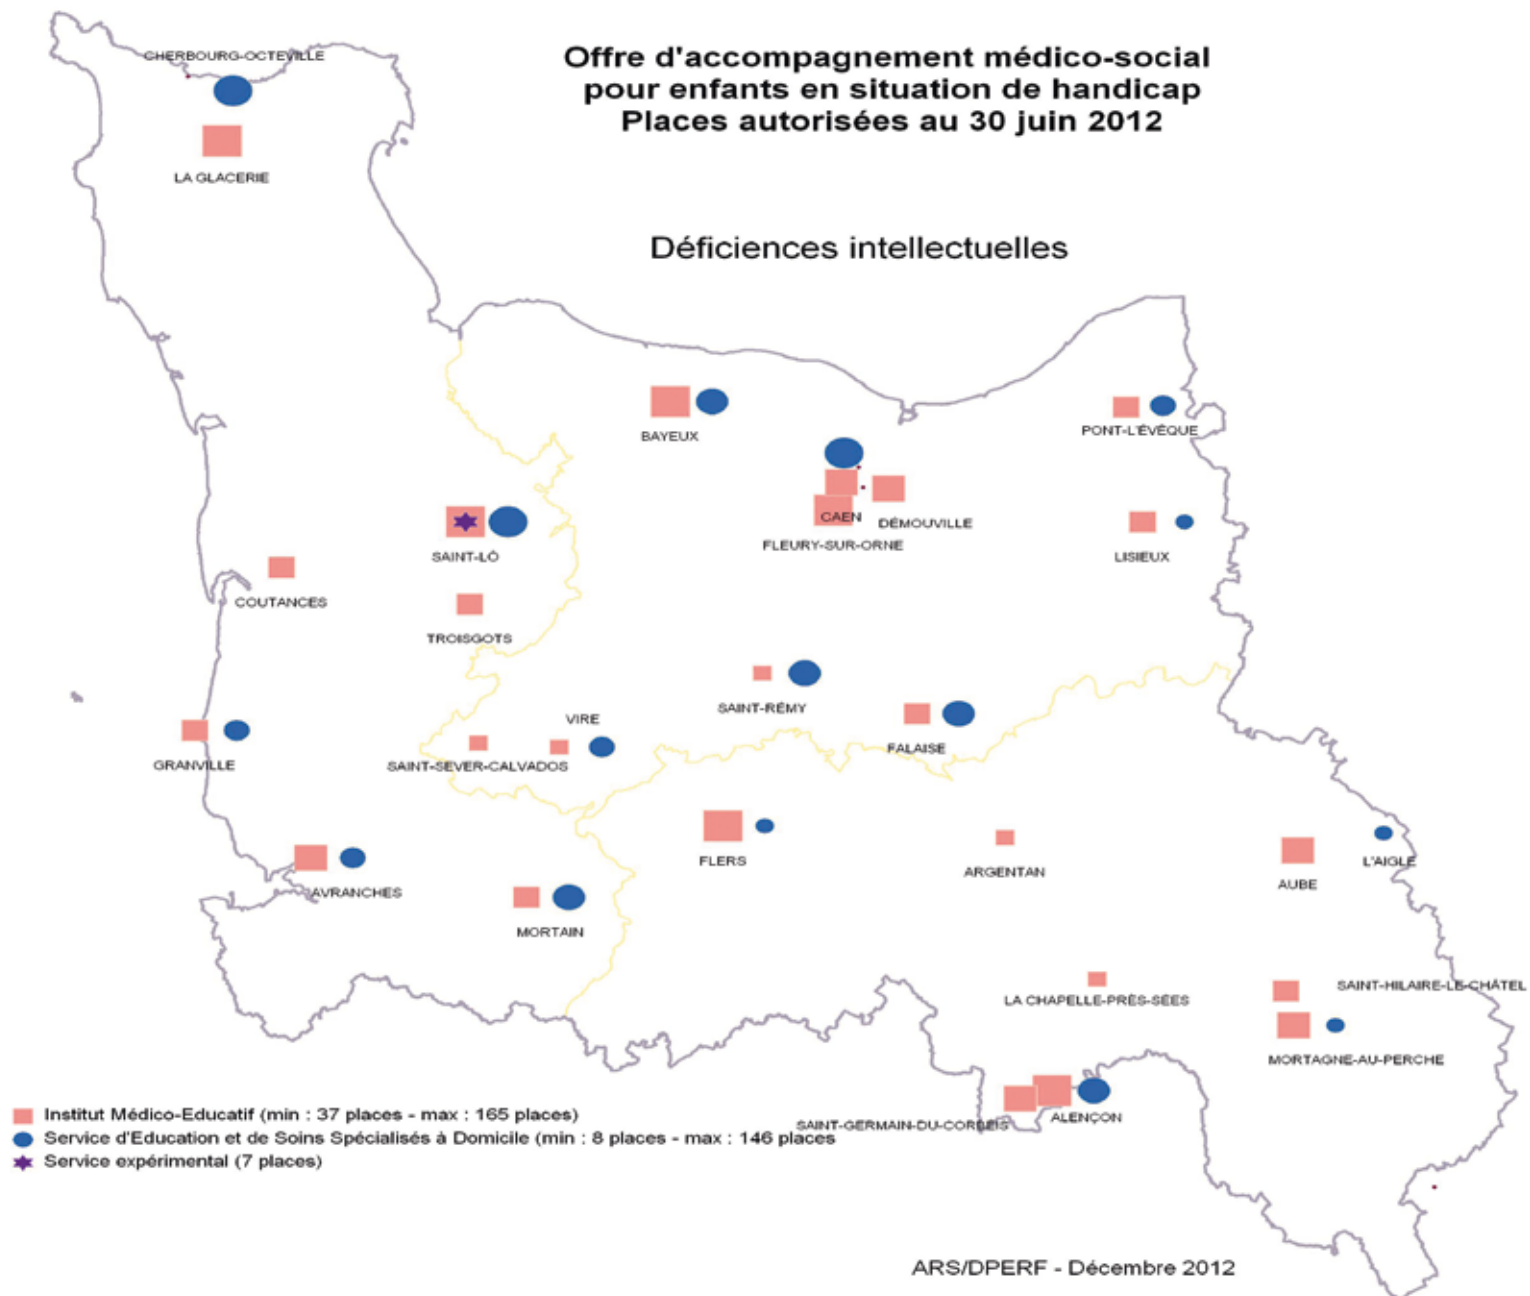 CHERBOURG-OCTEVILLE
Offre d'accompagnement médico-social
pour enfants en situation de handicap
Places autorisées au 30 juin 2012
LA GLACERIE
Déficiences intellectuelles
BAYEUX
PONT-L'ÉVÊQUE
CAEN
DÉMOUVILLE
FLEURY-SUR-ORNE
SAINT-LÔ
LISIEUX
COUTANCES
TROISGOTS
SAINT-RÉMY
VIRE
FALAISE
GRANVILLE
SAINT-SEVER-CALVADOS
FLERS
ARGENTAN
L'AIGLE
AUBE
AVRANCHES
MORTAIN
LA CHAPELLE-PRÈS-SÉES
SAINT-HILAIRE-LE-CHÂTEL
MORTAGNE-AU-PERCHE
SAINT-GERMAIN-DU-CORBEIS
ALENÇON
Institut Médico-Educatif (min : 37 places - max : 165 places)
Service d'Education et de Soins Spécialisés à Domicile (min : 8 places - max : 146 places
Service expérimental (7 places)
ARS/DPERF - Décembre 2012